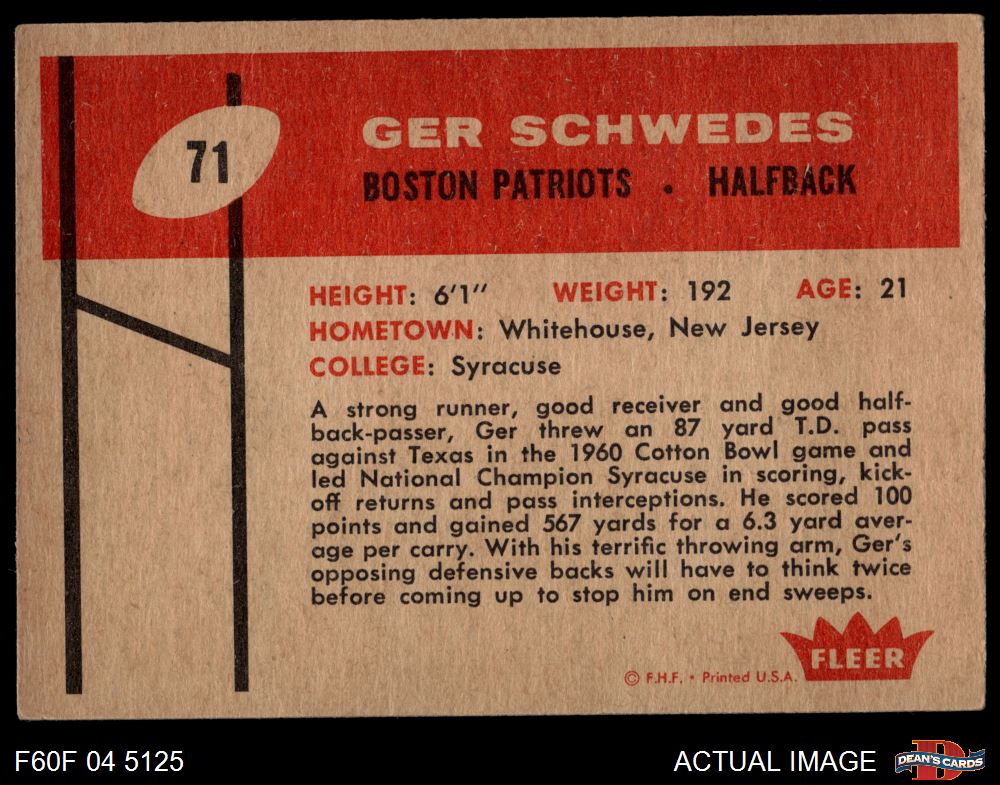 71
GER SCHWEDES
BOSTON PATRIOTS • HALFBACK
HEIGHT: 6'1" WEIGHT: 192 AGE: 21
HOMETOWN: Whitehouse, New Jersey
COLLEGE: Syracuse
A strong runner, good receiver and good half-
back-passer, Ger threw an 87 yard T.D. pass
against Texas in the 1960 Cotton Bowl game and
led National Champion Syracuse in scoring, kick-
off returns and pass interceptions. He scored 100
points and gained 567 yards for a 6.3 yard aver-
age per carry. With his terrific throwing arm, Ger's
opposing defensive backs will have to think twice
before coming up to stop him on end sweeps.
FLEER
© F.H.F. • Printed U.S.A.
F60F 04 5125
ACTUAL IMAGE
DEAN'S CARDS